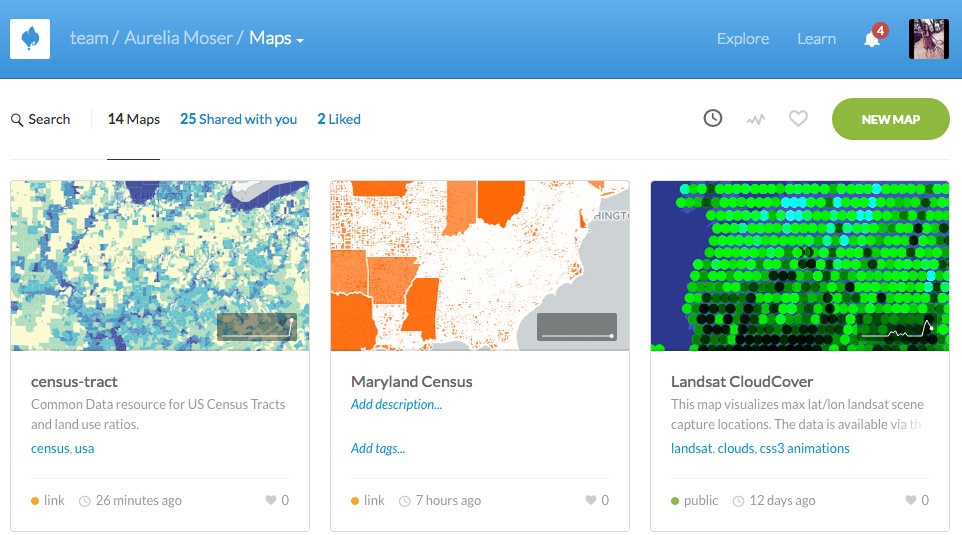 team / Aurelia Moser / Maps
Explore
Learn
4
Search
14 Maps
25 Shared with you
2 Liked
NEW MAP
census-tract
Common Data resource for US Census Tracts
and land use ratios.
census, usa
link
26 minutes ago
0
HINGT
Maryland Census
Add description...
Add tags...
link
7 hours ago
0
Landsat CloudCover
This map visualizes max lat/lon landsat scene
capture locations. The data is available via th
landsat, clouds, css3 animations
public
12 days ago
0